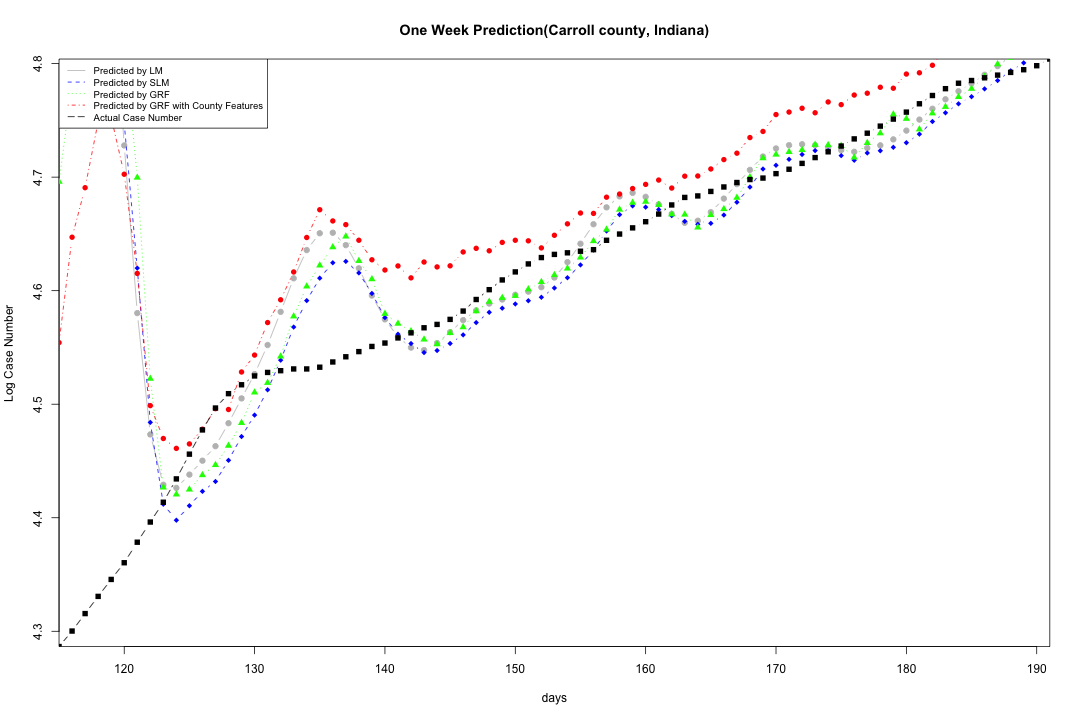 One Week Prediction(Carroll county, Indiana)
Predicted by LM
Predicted by SLM
Predicted by GRF
Predicted by GRF with County Features
Actual Case Number
Log Case Number
4.8
4.7
4.6
4.5
4.4
4.3
120 130 140 150 160 170 180 190
days